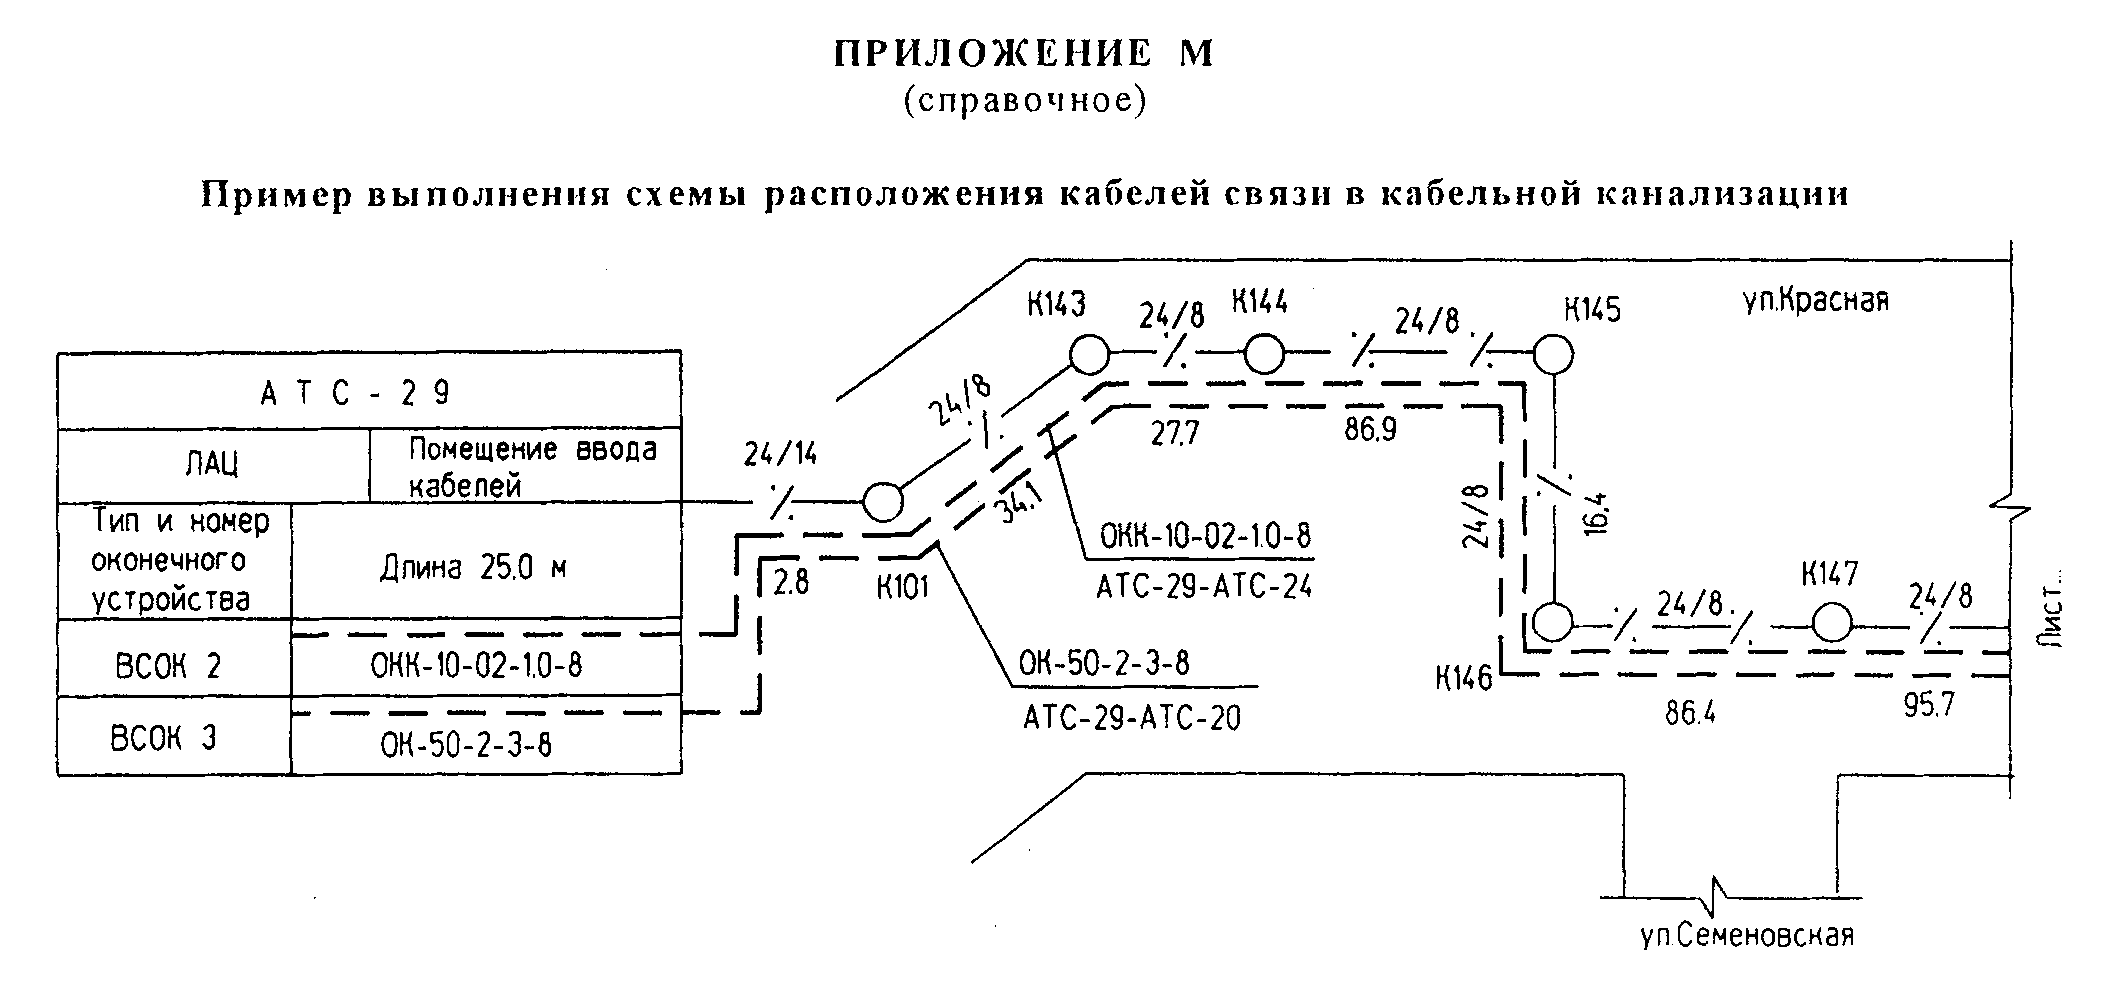 ПРИЛОЖЕНИЕ М
(справочное)
Пример выполнения схемы расположения кабелей связи в кабельной канализации
АТС-29
ЛАЦ
Помещение ввода
кабелей
Тип и номер
оконечного
устройства
Длина 25.0 м
ВСОК 2
ОКК-10-02-1.0-8
ВСОК 3
ОК-50-2-3-8
24/14
2.8
К101
24/8
34.1
К143
24/8
К144
24/8
К145
ул.Красная
27.7
86.9
ОКК-10-02-1.0-8
АТС-29-АТС-24
ОК-50-2-3-8
АТС-29-АТС-20
24/8
16.4
К146
24/8
К147
24/8
86.4
95.7
Лист...
ул.Семеновская